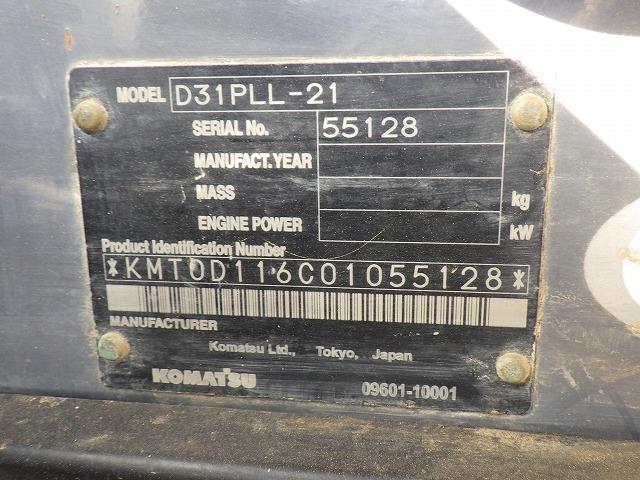 MODEL D31PLL-21
SERIAL No. 55128
MANUFACT.YEAR
MASS kg
ENGINE POWER kW
Product Identification Number
*KMT0D116C01055128*
MANUFACTURER
Komatsu Ltd., Tokyo, Japan
KOMATSU 09601-10001